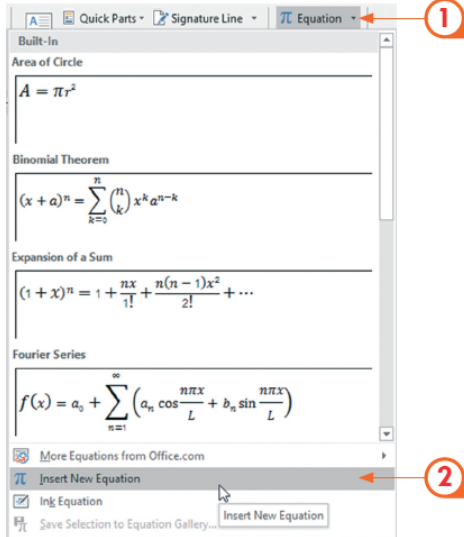 Quick Parts Signature Line π Equation 1
Built-In
Area of Circle
A = πr²
Binomial Theorem
(x + a)ⁿ = ∑ₖ₌₀ⁿ (n k) xᵏaⁿ⁻ᵏ
Expansion of a Sum
(1 + x)ⁿ = 1 + nx/1! + n(n − 1)x²/2! + ⋯
Fourier Series
f(x) = a₀ + ∑ₙ₌₁^∞ (aₙ cos nπx/L + bₙ sin nπx/L)
More Equations from Office.com
π Insert New Equation 2
Ink Equation
Insert New Equation
Save Selection to Equation Gallery...